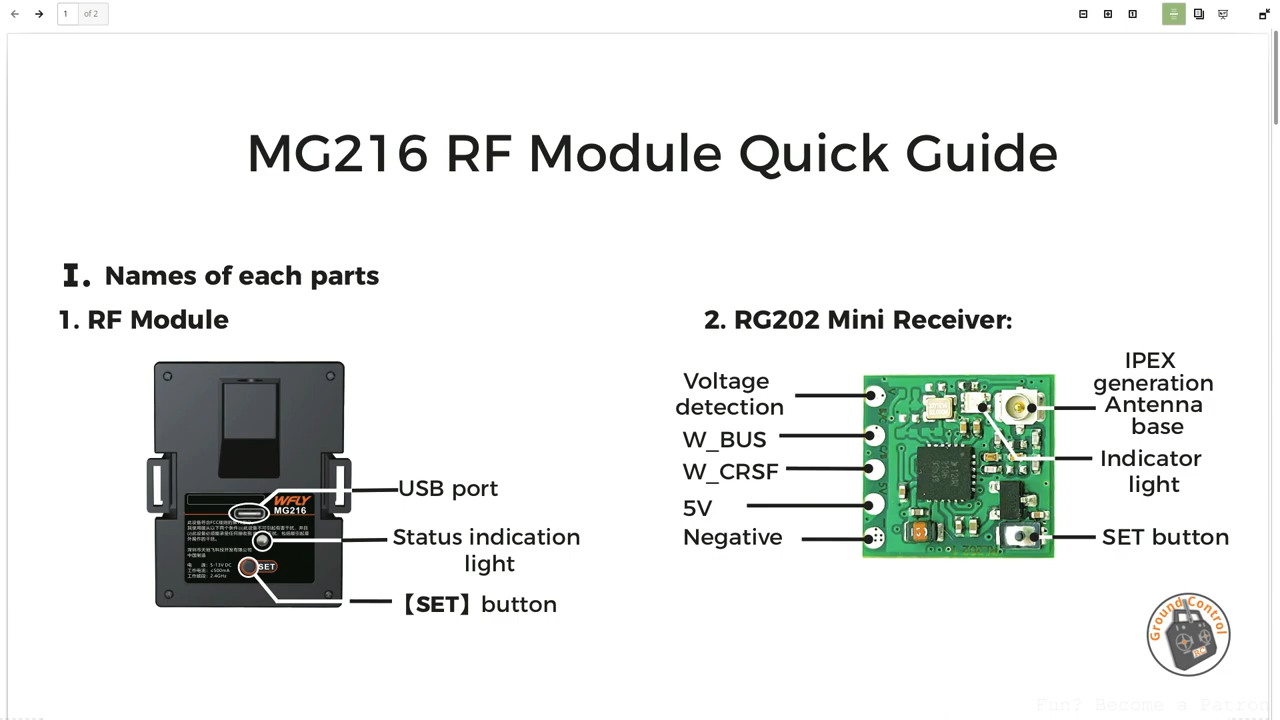 1 of 2
MG216 RF Module Quick Guide
I. Names of each parts
1. RF Module
WFLY
MG216
SET
USB port
Status indication
light
【SET】button
2. RG202 Mini Receiver:
Voltage
detection
W_BUS
W_CRSF
5V
Negative
IPEX
generation
Antenna
base
Indicator
light
SET button
Ground Control
RC
Fun? Become a Patron